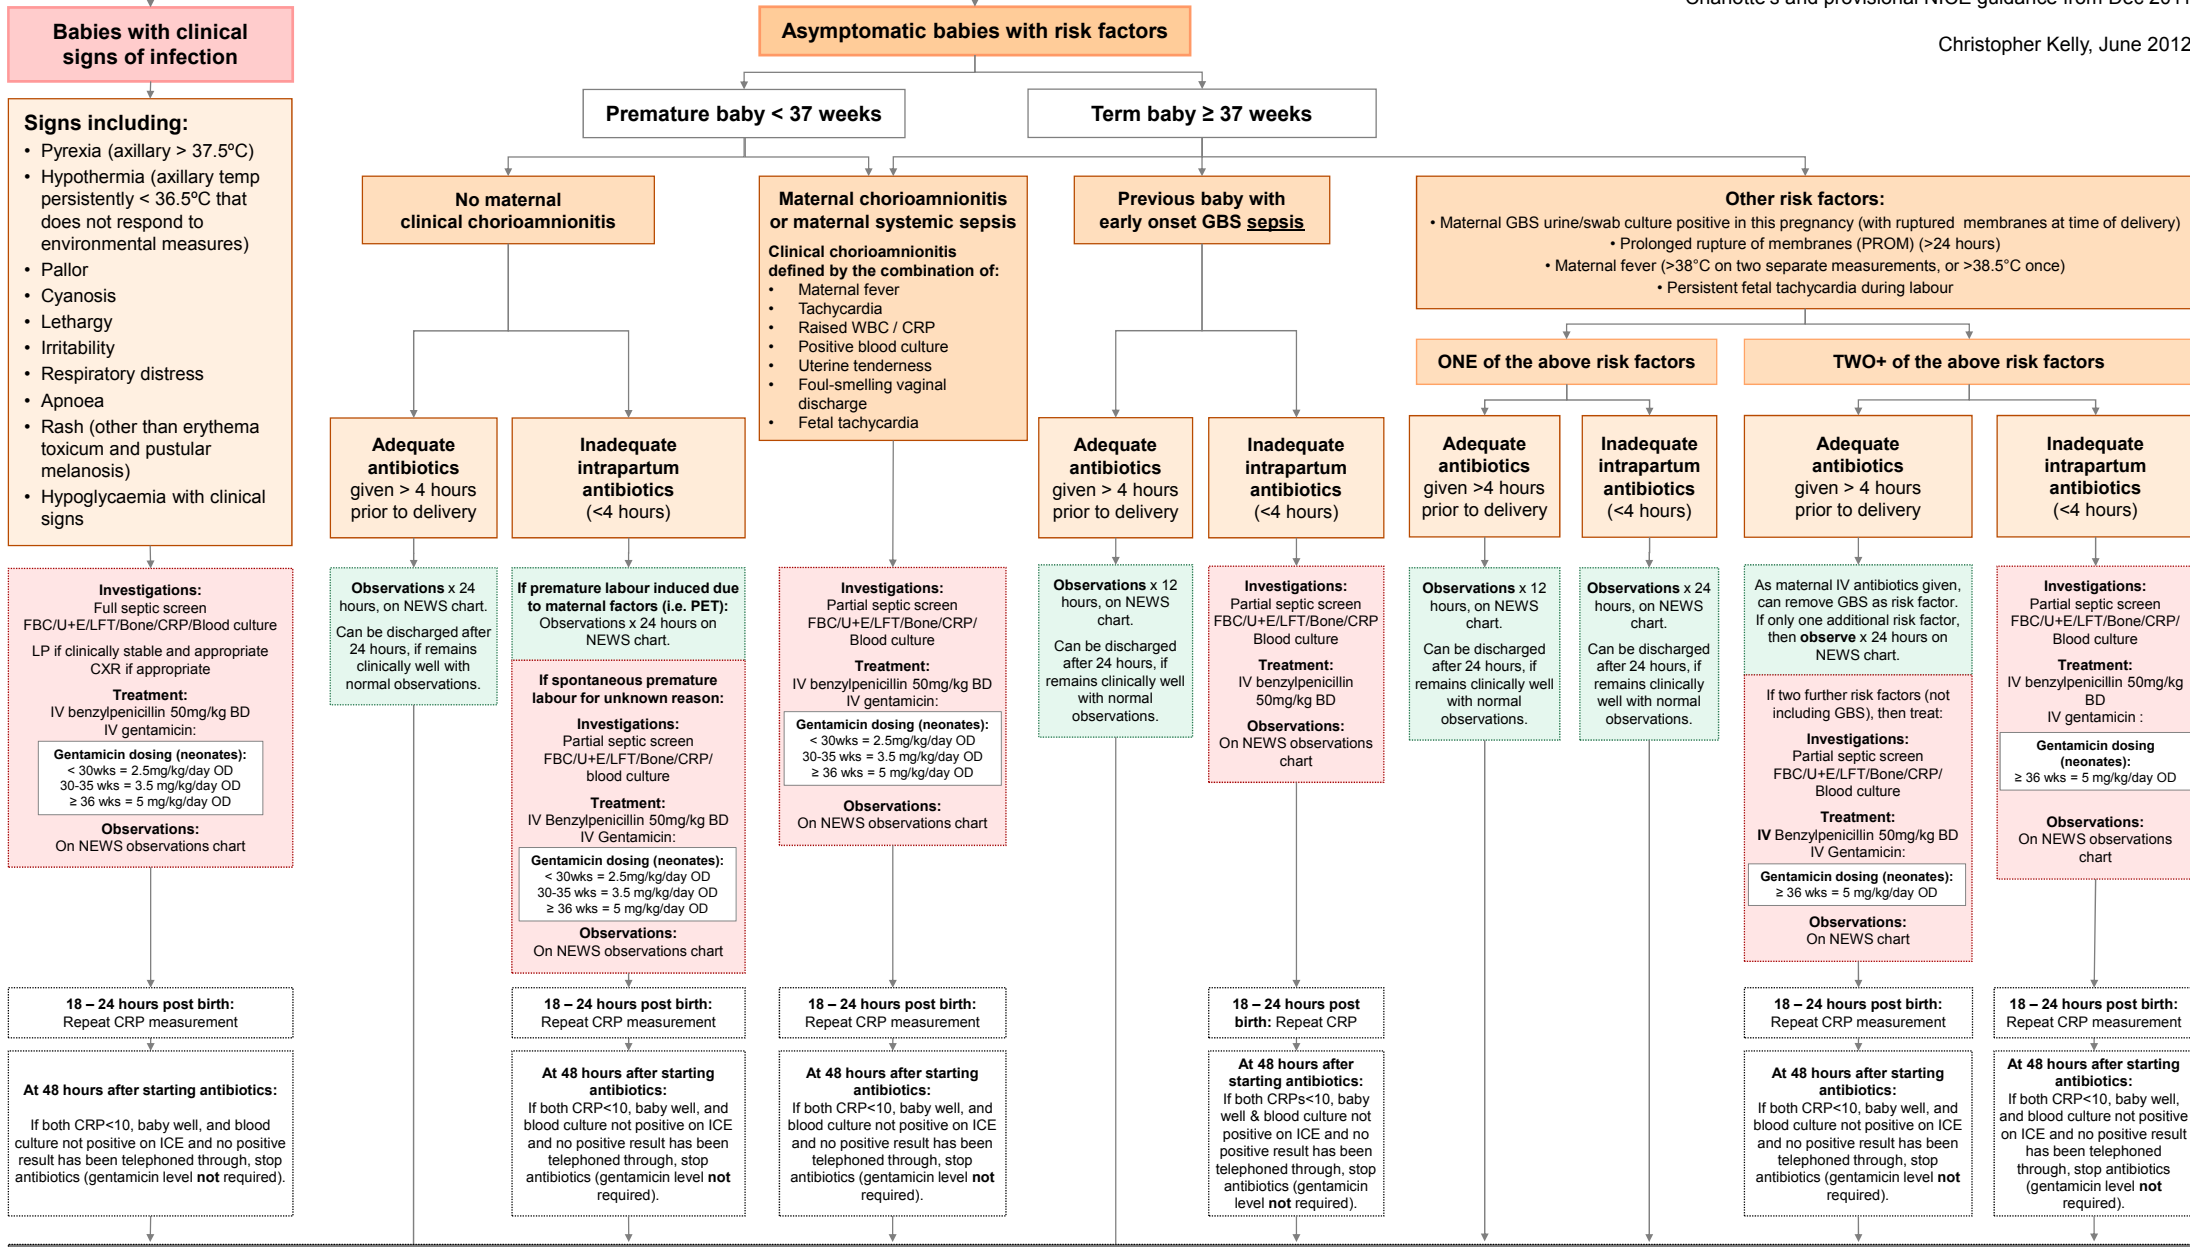 Charlotte's and provisional NICE guidance from Dec 2011
Christopher Kelly, June 2012
Babies with clinical
signs of infection
Asymptomatic babies with risk factors
Premature baby < 37 weeks
Term baby ≥ 37 weeks
Signs including:
• Pyrexia (axillary > 37.5ºC)
• Hypothermia (axillary temp
persistently < 36.5ºC that
does not respond to
environmental measures)
• Pallor
• Cyanosis
• Lethargy
• Irritability
• Respiratory distress
• Apnoea
• Rash (other than erythema
toxicum and pustular
melanosis)
• Hypoglycaemia with clinical
signs
No maternal
clinical chorioamnionitis
Maternal chorioamnionitis
or maternal systemic sepsis
Clinical chorioamnionitis
defined by the combination of:
• Maternal fever
• Tachycardia
• Raised WBC / CRP
• Positive blood culture
• Uterine tenderness
• Foul-smelling vaginal
discharge
• Fetal tachycardia
Previous baby with
early onset GBS sepsis
Other risk factors:
• Maternal GBS urine/swab culture positive in this pregnancy (with ruptured membranes at time of delivery)
• Prolonged rupture of membranes (PROM) (>24 hours)
• Maternal fever (>38°C on two separate measurements, or >38.5°C once)
• Persistent fetal tachycardia during labour
ONE of the above risk factors
TWO+ of the above risk factors
Adequate
antibiotics
given > 4 hours
prior to delivery
Inadequate
intrapartum
antibiotics
(<4 hours)
Adequate
antibiotics
given > 4 hours
prior to delivery
Inadequate
intrapartum
antibiotics
(<4 hours)
Adequate
antibiotics
given >4 hours
prior to delivery
Inadequate
intrapartum
antibiotics
(<4 hours)
Adequate
antibiotics
given > 4 hours
prior to delivery
Inadequate
intrapartum
antibiotics
(<4 hours)
Investigations:
Full septic screen
FBC/U+E/LFT/Bone/CRP/Blood culture
LP if clinically stable and appropriate
CXR if appropriate
Treatment:
IV benzylpenicillin 50mg/kg BD
IV gentamicin:
Gentamicin dosing (neonates):
< 30wks = 2.5mg/kg/day OD
30-35 wks = 3.5 mg/kg/day OD
≥ 36 wks = 5 mg/kg/day OD
Observations:
On NEWS observations chart
Observations x 24
hours, on NEWS chart.
Can be discharged after
24 hours, if remains
clinically well with
normal observations.
If premature labour induced due
to maternal factors (i.e. PET):
Observations x 24 hours on
NEWS chart.
If spontaneous premature
labour for unknown reason:
Investigations:
Partial septic screen
FBC/U+E/LFT/Bone/CRP/
blood culture
Treatment:
IV Benzylpenicillin 50mg/kg BD
IV Gentamicin:
Gentamicin dosing (neonates):
< 30wks = 2.5mg/kg/day OD
30-35 wks = 3.5 mg/kg/day OD
≥ 36 wks = 5 mg/kg/day OD
Observations:
On NEWS observations chart
Investigations:
Partial septic screen
FBC/U+E/LFT/Bone/CRP/
Blood culture
Treatment:
IV benzylpenicillin 50mg/kg BD
IV gentamicin:
Gentamicin dosing (neonates):
< 30wks = 2.5mg/kg/day OD
30-35 wks = 3.5 mg/kg/day OD
≥ 36 wks = 5 mg/kg/day OD
Observations:
On NEWS observations chart
Observations x 12
hours, on NEWS
chart.
Can be discharged
after 24 hours, if
remains clinically well
with normal
observations.
Investigations:
Partial septic screen
FBC/U+E/LFT/Bone/CRP
Blood culture
Treatment:
IV benzylpenicillin
50mg/kg BD
Observations:
On NEWS observations
chart
Observations x 12
hours, on NEWS
chart.
Can be discharged
after 24 hours, if
remains clinically well
with normal
observations.
Observations x 24
hours, on NEWS
chart.
Can be discharged
after 24 hours, if
remains clinically
well with normal
observations.
As maternal IV antibiotics given,
can remove GBS as risk factor.
If only one additional risk factor,
then observe x 24 hours on
NEWS chart.
If two further risk factors (not
including GBS), then treat:
Investigations:
Partial septic screen
FBC/U+E/LFT/Bone/CRP/
Blood culture
Treatment:
IV Benzylpenicillin 50mg/kg BD
IV Gentamicin:
Gentamicin dosing (neonates):
≥ 36 wks = 5 mg/kg/day OD
Observations:
On NEWS chart
Investigations:
Partial septic screen
FBC/U+E/LFT/Bone/CRP/
Blood culture
Treatment:
IV benzylpenicillin 50mg/kg
BD
IV gentamicin :
Gentamicin dosing
(neonates):
≥ 36 wks = 5 mg/kg/day OD
Observations:
On NEWS observations
chart
18 – 24 hours post birth:
Repeat CRP measurement
18 – 24 hours post birth:
Repeat CRP measurement
18 – 24 hours post birth:
Repeat CRP measurement
18 – 24 hours post
birth: Repeat CRP
18 – 24 hours post birth:
Repeat CRP measurement
18 – 24 hours post birth:
Repeat CRP measurement
At 48 hours after starting antibiotics:
If both CRP<10, baby well, and blood
culture not positive on ICE and no positive
result has been telephoned through, stop
antibiotics (gentamicin level not required).
At 48 hours after starting
antibiotics:
If both CRP<10, baby well, and
blood culture not positive on ICE
and no positive result has been
telephoned through, stop
antibiotics (gentamicin level not
required).
At 48 hours after starting
antibiotics:
If both CRP<10, baby well, and
blood culture not positive on ICE
and no positive result has been
telephoned through, stop
antibiotics (gentamicin level not
required).
At 48 hours after
starting antibiotics:
If both CRPs<10, baby
well & blood culture not
positive on ICE and no
positive result has been
telephoned through, stop
antibiotics (gentamicin
level not required).
At 48 hours after starting
antibiotics:
If both CRP<10, baby well, and
blood culture not positive on ICE
and no positive result has been
telephoned through, stop
antibiotics (gentamicin level not
required).
At 48 hours after starting
antibiotics:
If both CRP<10, baby well,
and blood culture not positive
on ICE and no positive result
has been telephoned
through, stop antibiotics
(gentamicin level not
required).